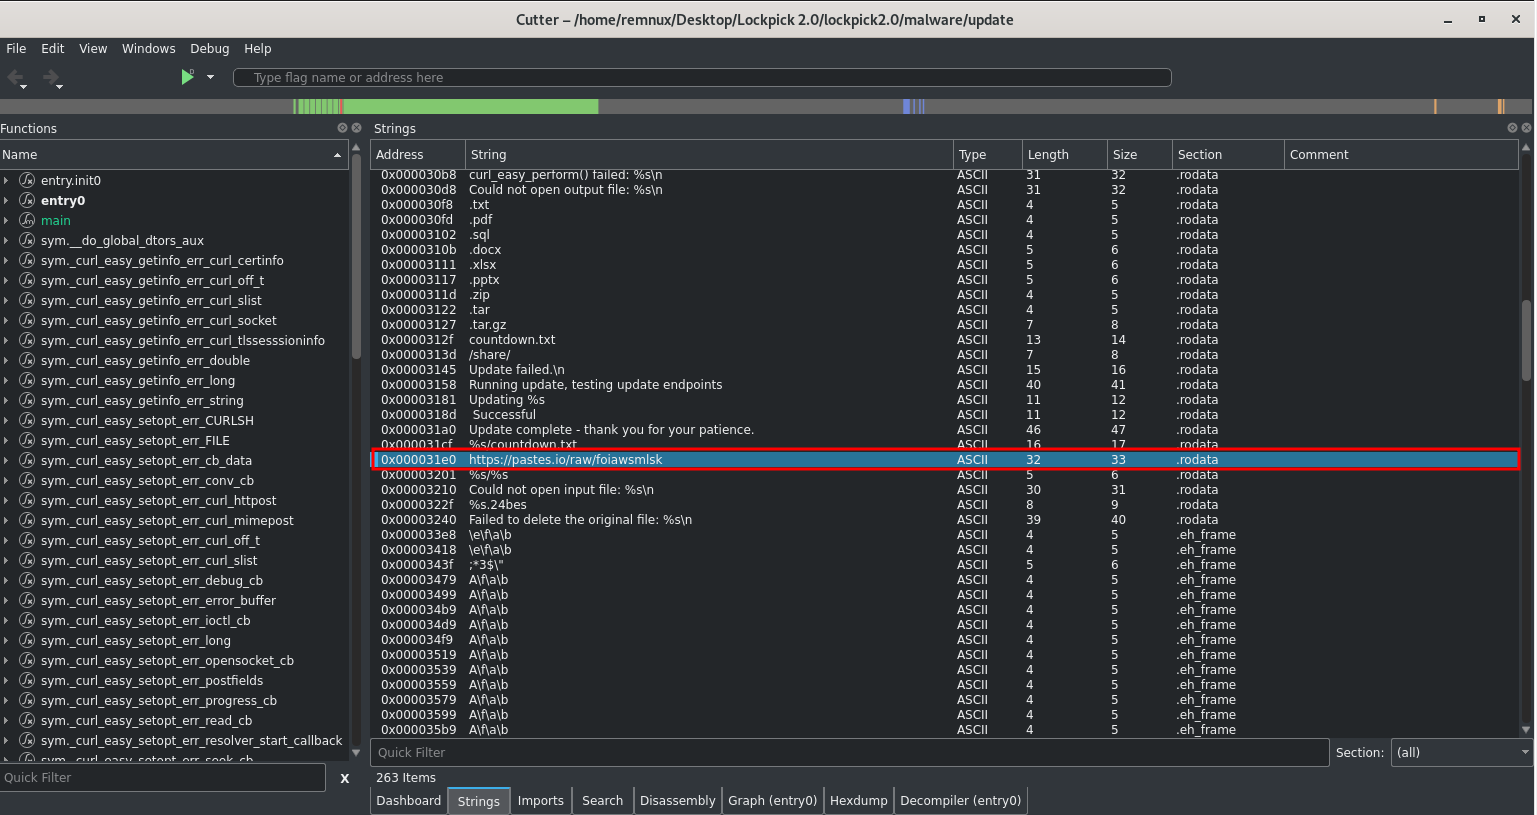 Cutter – /home/remnux/Desktop/Lockpick 2.0/lockpick2.0/malware/update
File Edit View Windows Debug Help
Type flag name or address here
Functions
Name
entry.init0
entry0
main
sym.__do_global_dtors_aux
sym._curl_easy_getinfo_err_curl_certinfo
sym._curl_easy_getinfo_err_curl_off_t
sym._curl_easy_getinfo_err_curl_slist
sym._curl_easy_getinfo_err_curl_socket
sym._curl_easy_getinfo_err_curl_tlssesssioninfo
sym._curl_easy_getinfo_err_double
sym._curl_easy_getinfo_err_long
sym._curl_easy_getinfo_err_string
sym._curl_easy_setopt_err_CURLSH
sym._curl_easy_setopt_err_FILE
sym._curl_easy_setopt_err_cb_data
sym._curl_easy_setopt_err_conv_cb
sym._curl_easy_setopt_err_curl_httpost
sym._curl_easy_setopt_err_curl_mimepost
sym._curl_easy_setopt_err_curl_off_t
sym._curl_easy_setopt_err_curl_slist
sym._curl_easy_setopt_err_debug_cb
sym._curl_easy_setopt_err_error_buffer
sym._curl_easy_setopt_err_ioctl_cb
sym._curl_easy_setopt_err_long
sym._curl_easy_setopt_err_opensocket_cb
sym._curl_easy_setopt_err_postfields
sym._curl_easy_setopt_err_progress_cb
sym._curl_easy_setopt_err_read_cb
sym._curl_easy_setopt_err_resolver_start_callback
sym._curl_easy_setopt_err_seek_cb
Quick Filter X
Strings
Address String Type Length Size Section Comment
0x000030b8 curl_easy_perform() failed: %s\n ASCII 31 32 .rodata
0x000030d8 Could not open output file: %s\n ASCII 31 32 .rodata
0x000030f8 .txt ASCII 4 5 .rodata
0x000030fd .pdf ASCII 4 5 .rodata
0x00003102 .sql ASCII 4 5 .rodata
0x0000310b .docx ASCII 5 6 .rodata
0x00003111 .xlsx ASCII 5 6 .rodata
0x00003117 .pptx ASCII 5 6 .rodata
0x0000311d .zip ASCII 4 5 .rodata
0x00003122 .tar ASCII 4 5 .rodata
0x00003127 .tar.gz ASCII 7 8 .rodata
0x0000312f countdown.txt ASCII 13 14 .rodata
0x0000313d /share/ ASCII 7 8 .rodata
0x00003145 Update failed.\n ASCII 15 16 .rodata
0x00003158 Running update, testing update endpoints ASCII 40 41 .rodata
0x00003181 Updating %s ASCII 11 12 .rodata
0x0000318d Successful ASCII 11 12 .rodata
0x000031a0 Update complete - thank you for your patience. ASCII 46 47 .rodata
0x000031cf %s/countdown.txt ASCII 16 17 .rodata
0x000031e0 https://pastes.io/raw/foiawsmlsk ASCII 32 33 .rodata
0x00003201 %s/%s ASCII 5 6 .rodata
0x00003210 Could not open input file: %s\n ASCII 30 31 .rodata
0x0000322f %s.24bes ASCII 8 9 .rodata
0x00003240 Failed to delete the original file: %s\n ASCII 39 40 .rodata
0x000033e8 \e\f\a\b ASCII 4 5 .eh_frame
0x00003418 \e\f\a\b ASCII 4 5 .eh_frame
0x0000343f ;*3$\" ASCII 5 6 .eh_frame
0x00003479 A\f\a\b ASCII 4 5 .eh_frame
0x00003499 A\f\a\b ASCII 4 5 .eh_frame
0x000034b9 A\f\a\b ASCII 4 5 .eh_frame
0x000034d9 A\f\a\b ASCII 4 5 .eh_frame
0x000034f9 A\f\a\b ASCII 4 5 .eh_frame
0x00003519 A\f\a\b ASCII 4 5 .eh_frame
0x00003539 A\f\a\b ASCII 4 5 .eh_frame
0x00003559 A\f\a\b ASCII 4 5 .eh_frame
0x00003579 A\f\a\b ASCII 4 5 .eh_frame
0x00003599 A\f\a\b ASCII 4 5 .eh_frame
0x000035b9 A\f\a\b ASCII 4 5 .eh_frame
Quick Filter Section: (all)
263 Items
Dashboard Strings Imports Search Disassembly Graph (entry0) Hexdump Decompiler (entry0)